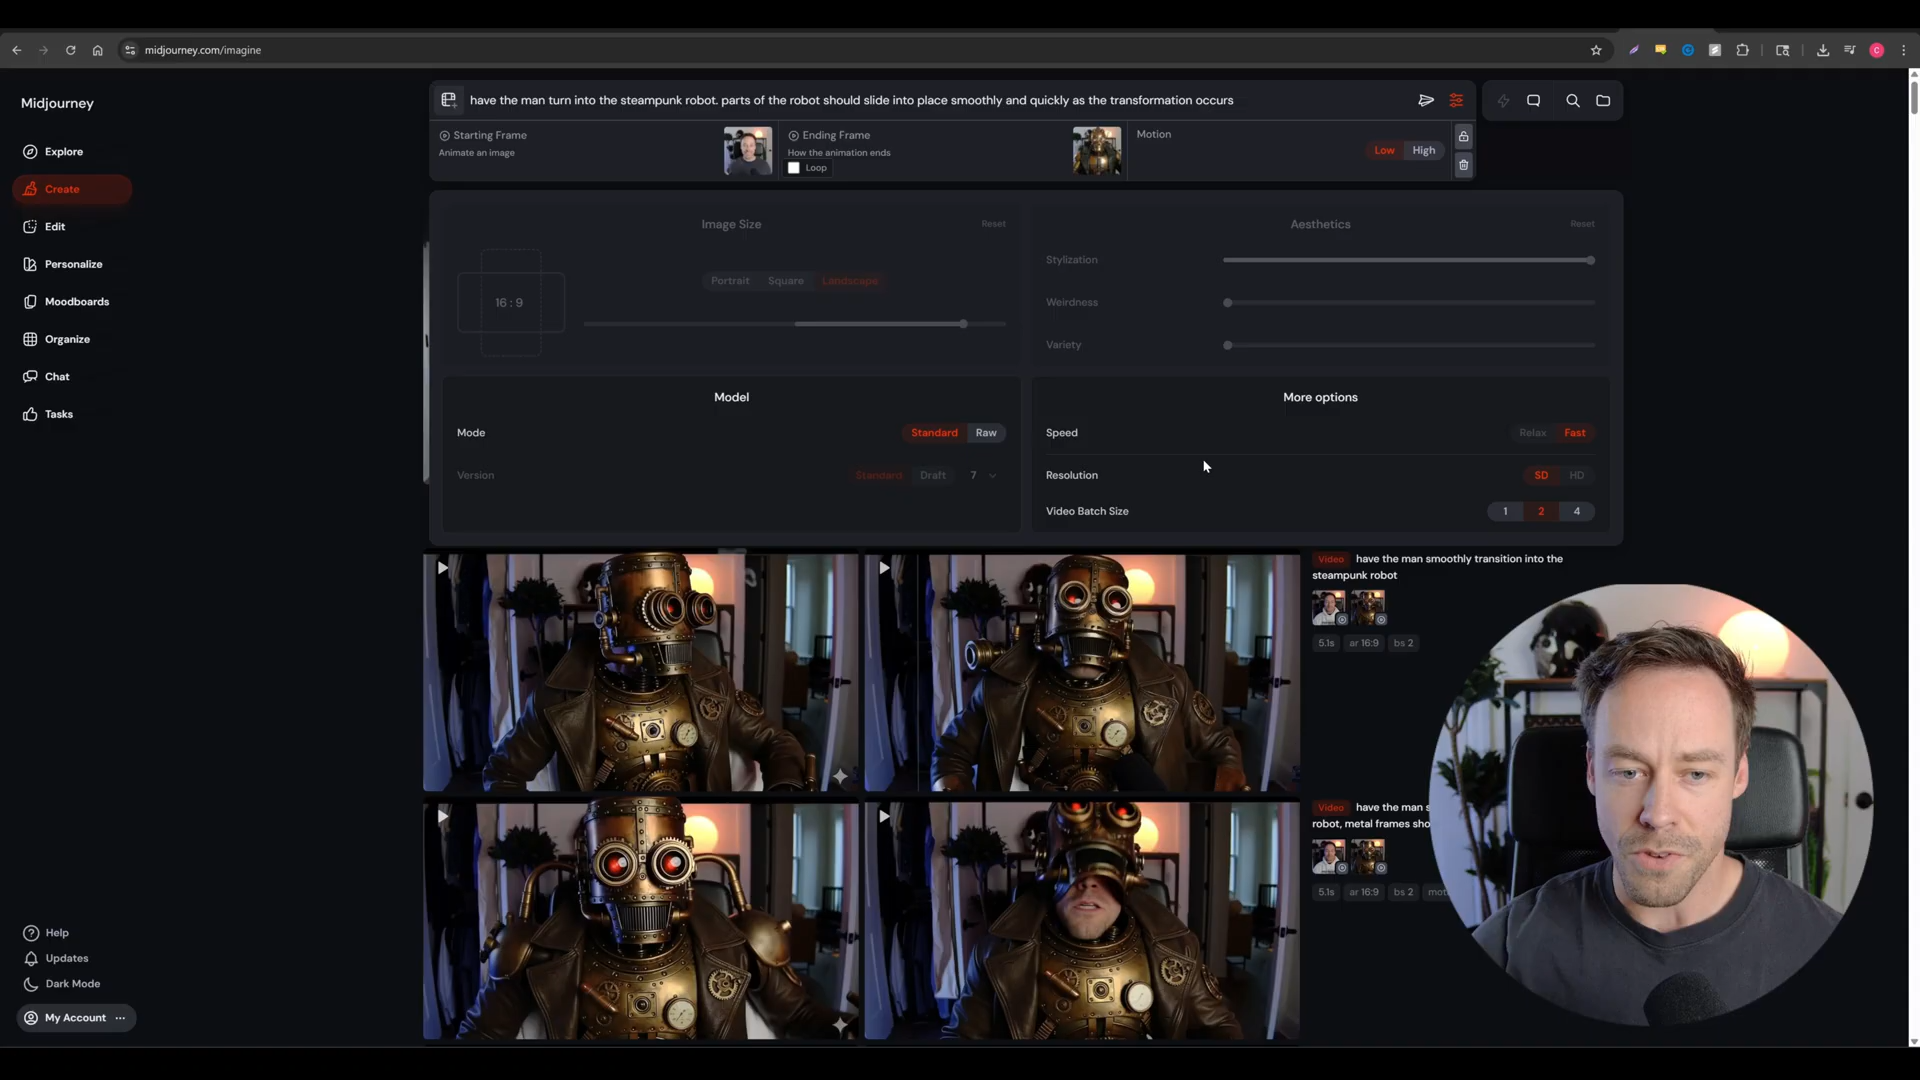 midjourney.com/imagine
C
Midjourney
Explore
Create
Edit
Personalize
Moodboards
Organize
Chat
Tasks
Help
Updates
Dark Mode
My Account
have the man turn into the steampunk robot. parts of the robot should slide into place smoothly and quickly as the transformation occurs
Starting Frame
Animate an image
Ending Frame
How the animation ends
Loop
Motion
Low High
Image Size
Reset
16 : 9
Portrait Square Landscape
Aesthetics
Reset
Stylization
Weirdness
Variety
Model
Mode
Standard Raw
Version
Standard Draft 7
More options
Speed
Relax Fast
Resolution
SD HD
Video Batch Size
1 2 4
Video have the man smoothly transition into the
steampunk robot
5.1s ar 16:9 bs 2
Video have the man s
robot, metal frames sho
5.1s ar 16:9 bs 2 mot